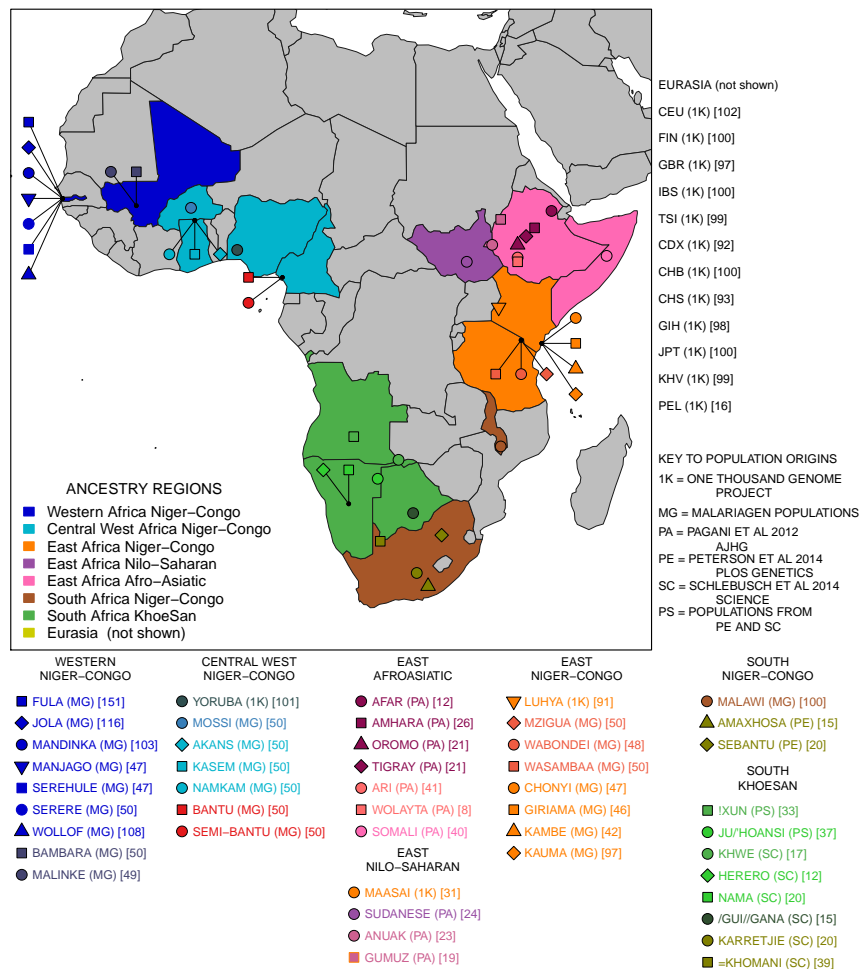 EURASIA (not shown)
CEU (1K) [102]
FIN (1K) [100]
GBR (1K) [97]
IBS (1K) [100]
TSI (1K) [99]
CDX (1K) [92]
CHB (1K) [100]
CHS (1K) [93]
GIH (1K) [98]
JPT (1K) [100]
KHV (1K) [99]
PEL (1K) [16]
KEY TO POPULATION ORIGINS
1K = ONE THOUSAND GENOME
PROJECT
MG = MALARIAGEN POPULATIONS
PA = PAGANI ET AL 2012
AJHG
PE = PETERSON ET AL 2014
PLOS GENETICS
SC = SCHLEBUSCH ET AL 2014
SCIENCE
PS = POPULATIONS FROM
PE AND SC
ANCESTRY REGIONS
Western Africa Niger−Congo
Central West Africa Niger−Congo
East Africa Niger−Congo
East Africa Nilo−Saharan
East Africa Afro−Asiatic
South Africa Niger−Congo
South Africa KhoeSan
Eurasia (not shown)
WESTERN
NIGER−CONGO
FULA (MG) [151]
JOLA (MG) [116]
MANDINKA (MG) [103]
MANJAGO (MG) [47]
SEREHULE (MG) [47]
SERERE (MG) [50]
WOLLOF (MG) [108]
BAMBARA (MG) [50]
MALINKE (MG) [49]
CENTRAL WEST
NIGER−CONGO
YORUBA (1K) [101]
MOSSI (MG) [50]
AKANS (MG) [50]
KASEM (MG) [50]
NAMKAM (MG) [50]
BANTU (MG) [50]
SEMI−BANTU (MG) [50]
EAST
AFROASIATIC
AFAR (PA) [12]
AMHARA (PA) [26]
OROMO (PA) [21]
TIGRAY (PA) [21]
ARI (PA) [41]
WOLAYTA (PA) [8]
SOMALI (PA) [40]
EAST
NILO−SAHARAN
MAASAI (1K) [31]
SUDANESE (PA) [24]
ANUAK (PA) [23]
GUMUZ (PA) [19]
EAST
NIGER−CONGO
LUHYA (1K) [91]
MZIGUA (MG) [50]
WABONDEI (MG) [48]
WASAMBAA (MG) [50]
CHONYI (MG) [47]
GIRIAMA (MG) [46]
KAMBE (MG) [42]
KAUMA (MG) [97]
SOUTH
NIGER−CONGO
MALAWI (MG) [100]
AMAXHOSA (PE) [15]
SEBANTU (PE) [20]
SOUTH
KHOESAN
!XUN (PS) [33]
JU/'HOANSI (PS) [37]
KHWE (SC) [17]
HERERO (SC) [12]
NAMA (SC) [20]
/GUI//GANA (SC) [15]
KARRETJIE (SC) [20]
=KHOMANI (SC) [39]